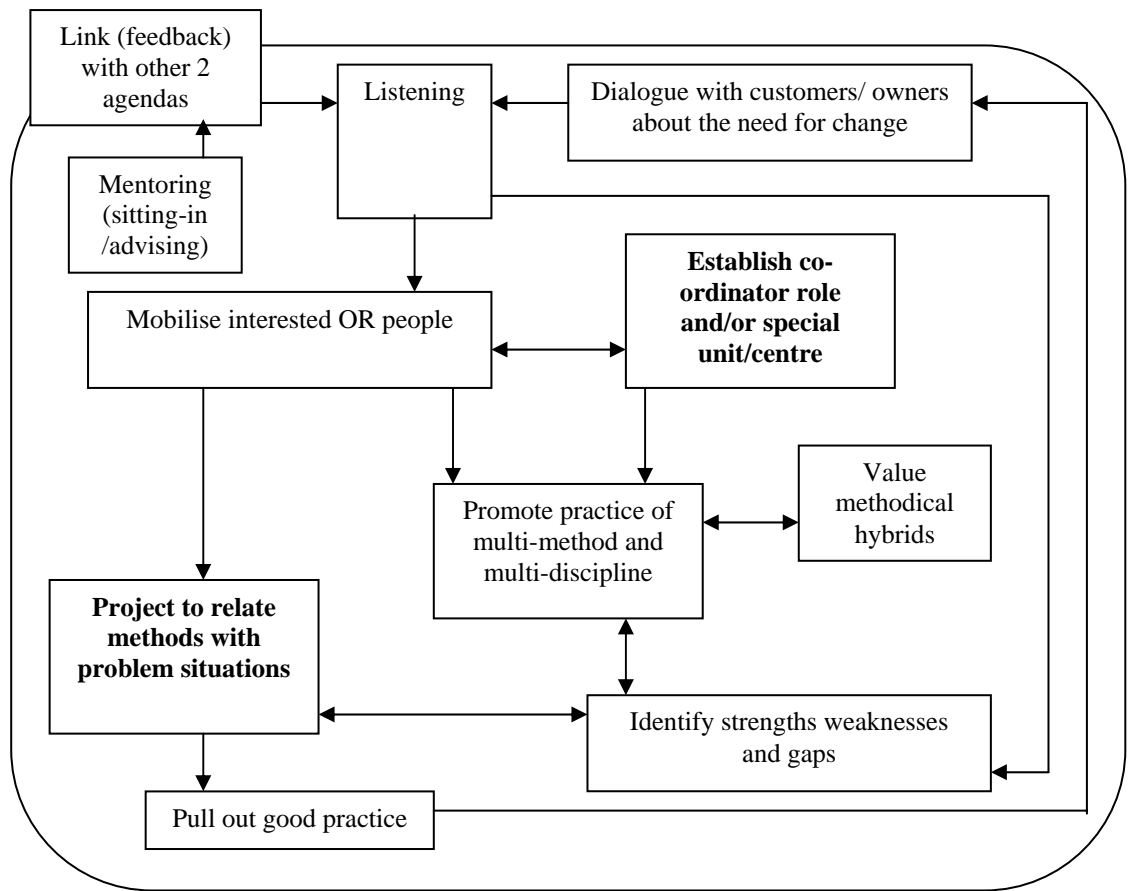 Link (feedback)
with other 2
agendas
Listening
Dialogue with customers/ owners
about the need for change
Mentoring
(sitting-in
/advising)
Establish co-
ordinator role
and/or special
unit/centre
Mobilise interested OR people
Promote practice of
multi-method and
multi-discipline
Value
methodical
hybrids
Project to relate
methods with
problem situations
Identify strengths weaknesses
and gaps
Pull out good practice